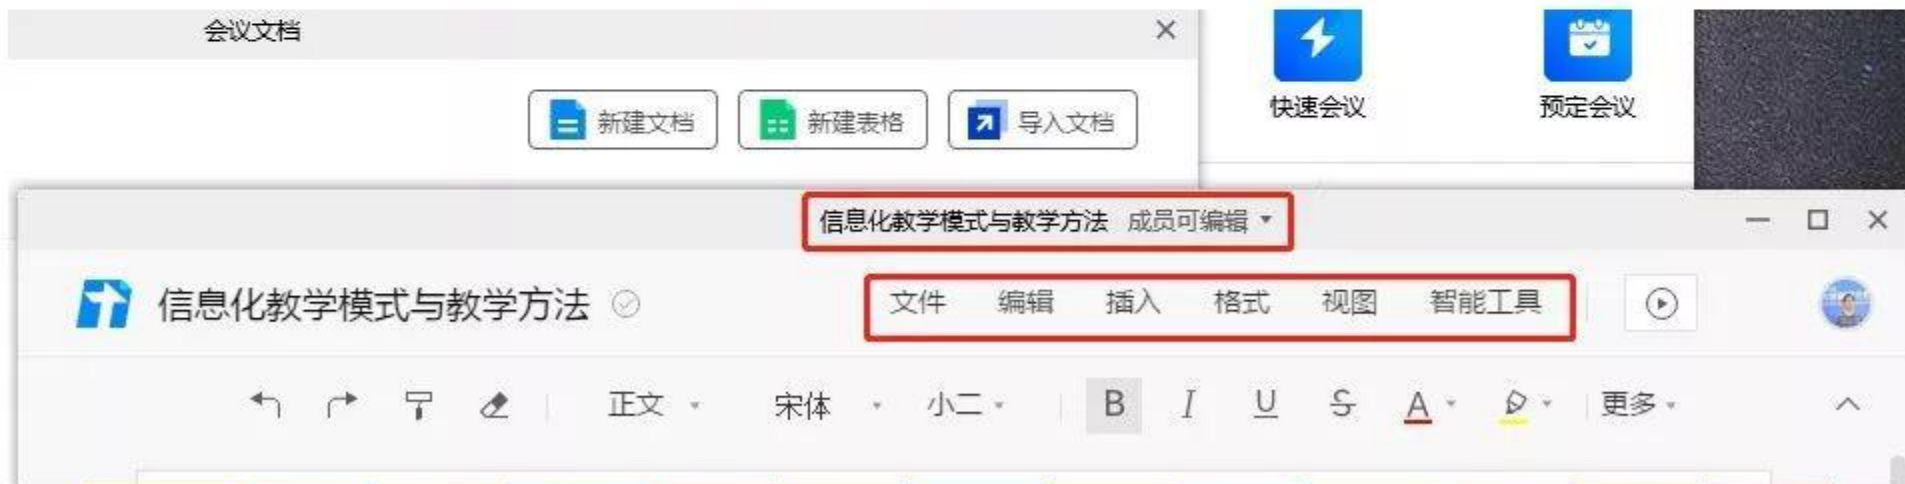 会议文档
新建文档 新建表格 导入文档
快速会议 预定会议
信息化教学模式与教学方法 成员可编辑
信息化教学模式与教学方法 文件 编辑 插入 格式 视图 智能工具
正文 宋体 小二 B I U S A 更多